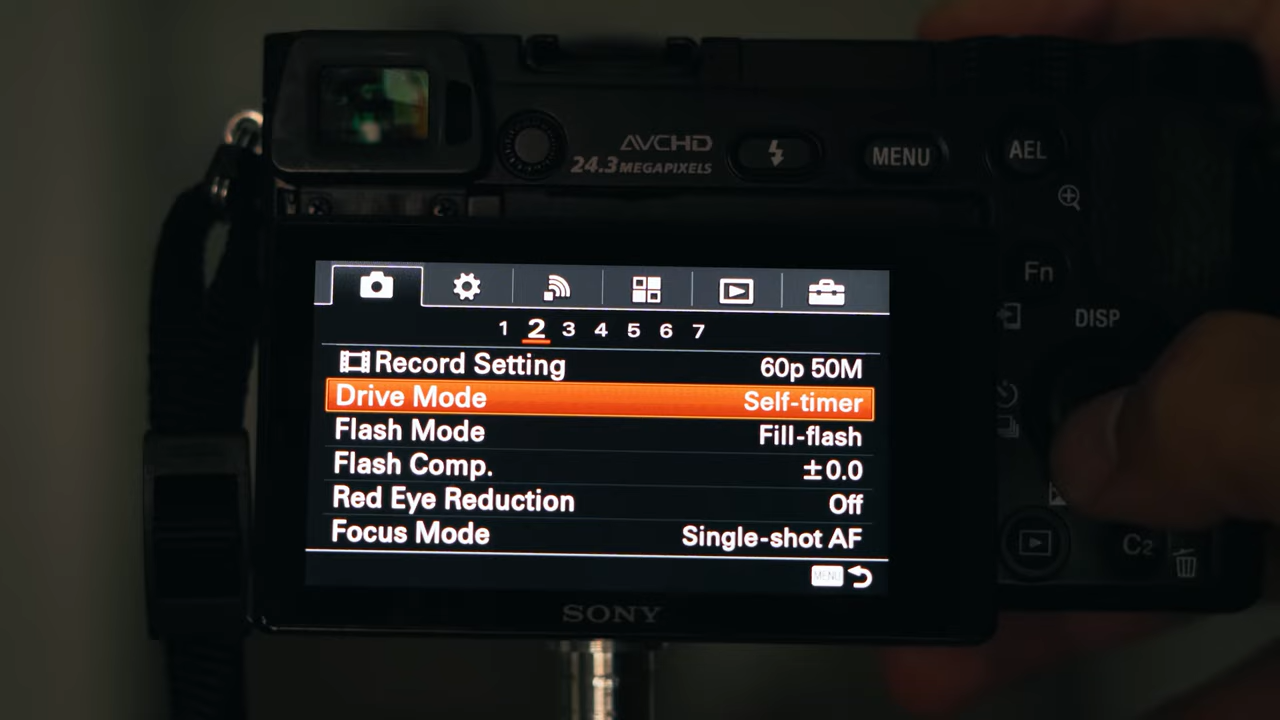 AVCHD
24.3 MEGAPIXELS
MENU
AEL
Fn
DISP
1 2 3 4 5 6 7
Record Setting 60p 50M
Drive Mode Self-timer
Flash Mode Fill-flash
Flash Comp. ±0.0
Red Eye Reduction Off
Focus Mode Single-shot AF
C2
MENU
SONY